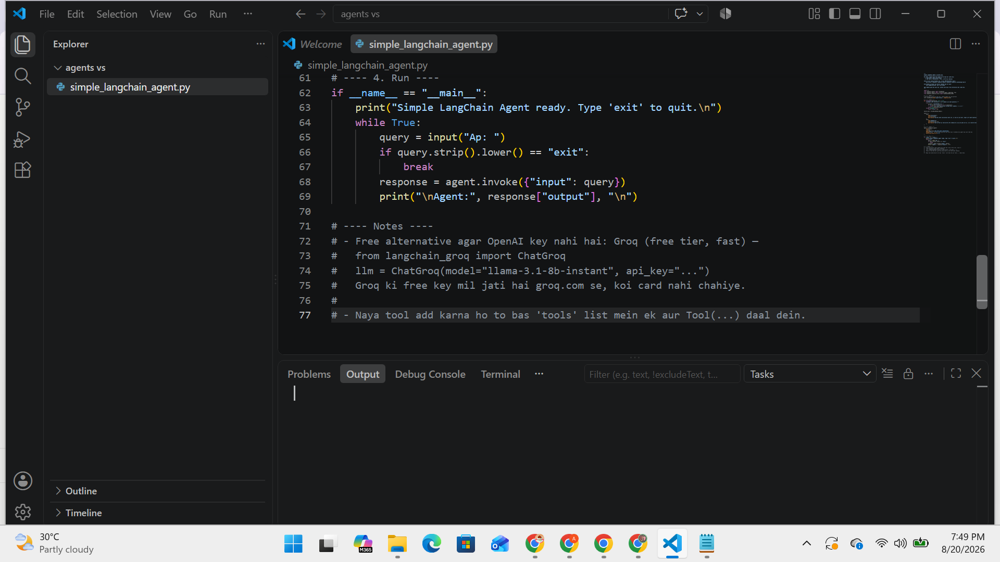 File Edit Selection View Go Run ···
agents vs
Explorer
agents vs
simple_langchain_agent.py
Outline
Timeline
Welcome
simple_langchain_agent.py
simple_langchain_agent.py
61 # ---- 4. Run ----
62 if __name__ == "__main__":
63 print("Simple LangChain Agent ready. Type 'exit' to quit.\n")
64 while True:
65 query = input("Ap: ")
66 if query.strip().lower() == "exit":
67 break
68 response = agent.invoke({"input": query})
69 print("\nAgent:", response["output"], "\n")
70
71 # ---- Notes ----
72 # - Free alternative agar OpenAI key nahi hai: Groq (free tier, fast) —
73 # from langchain_groq import ChatGroq
74 # llm = ChatGroq(model="llama-3.1-8b-instant", api_key="...")
75 # Groq ki free key mil jati hai groq.com se, koi card nahi chahiye.
76 #
77 # - Naya tool add karna ho to bas 'tools' list mein ek aur Tool(...) daal dein.
Problems Output Debug Console Terminal ···
Filter (e.g. text, !excludeText, t...
Tasks
30°C
Partly cloudy
M365
A
7:49 PM
8/20/2026